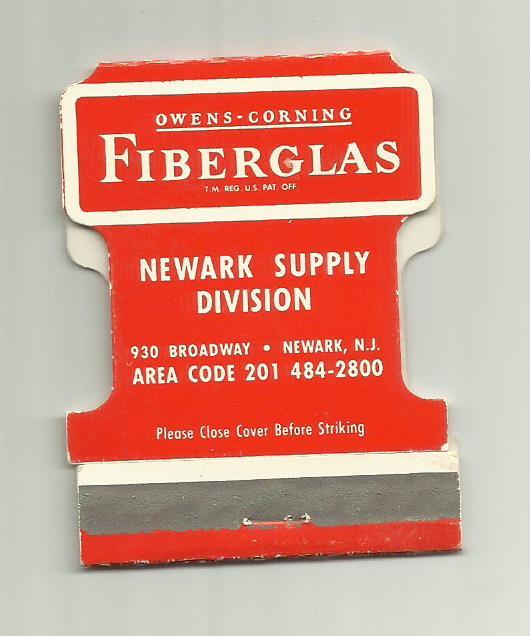 OWENS-CORNING
FIBERGLAS
T.M. REG. U.S. PAT. OFF
NEWARK SUPPLY
DIVISION
930 BROADWAY • NEWARK, N.J.
AREA CODE 201 484-2800
Please Close Cover Before Striking